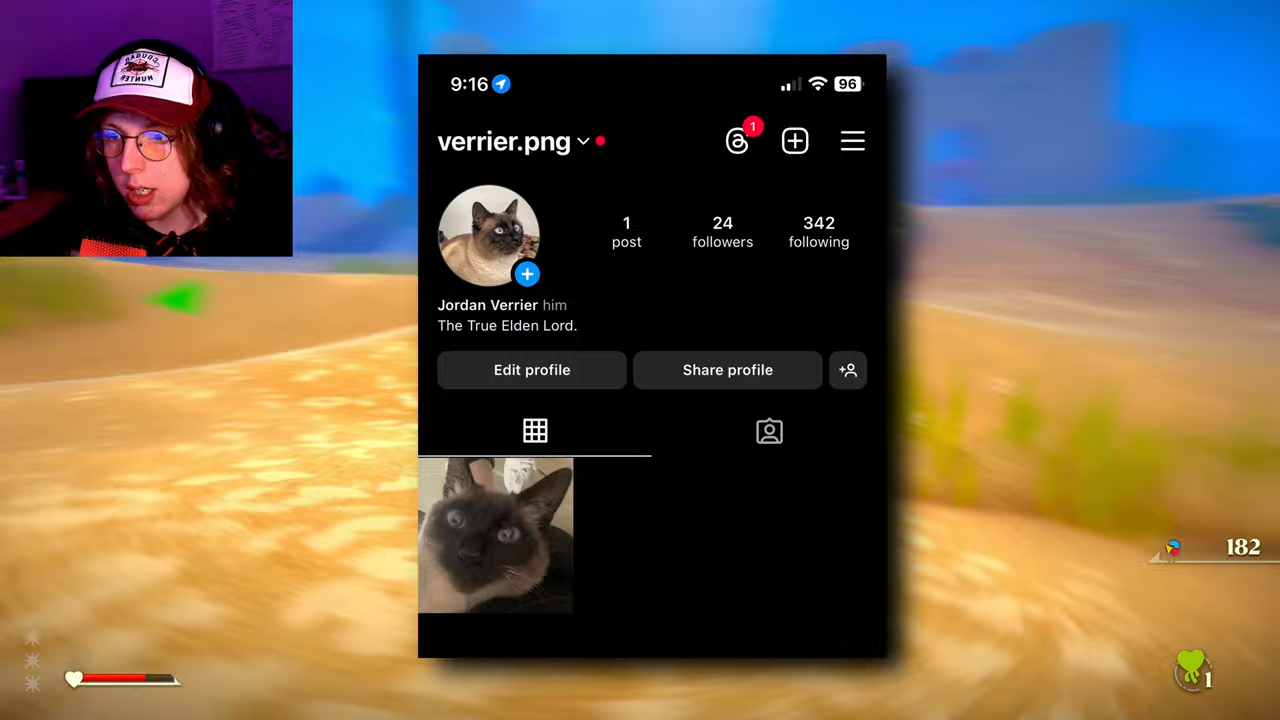 9:16
96
verrier.png
1
1
post
24
followers
342
following
Jordan Verrier him
The True Elden Lord.
Edit profile
Share profile
182
1